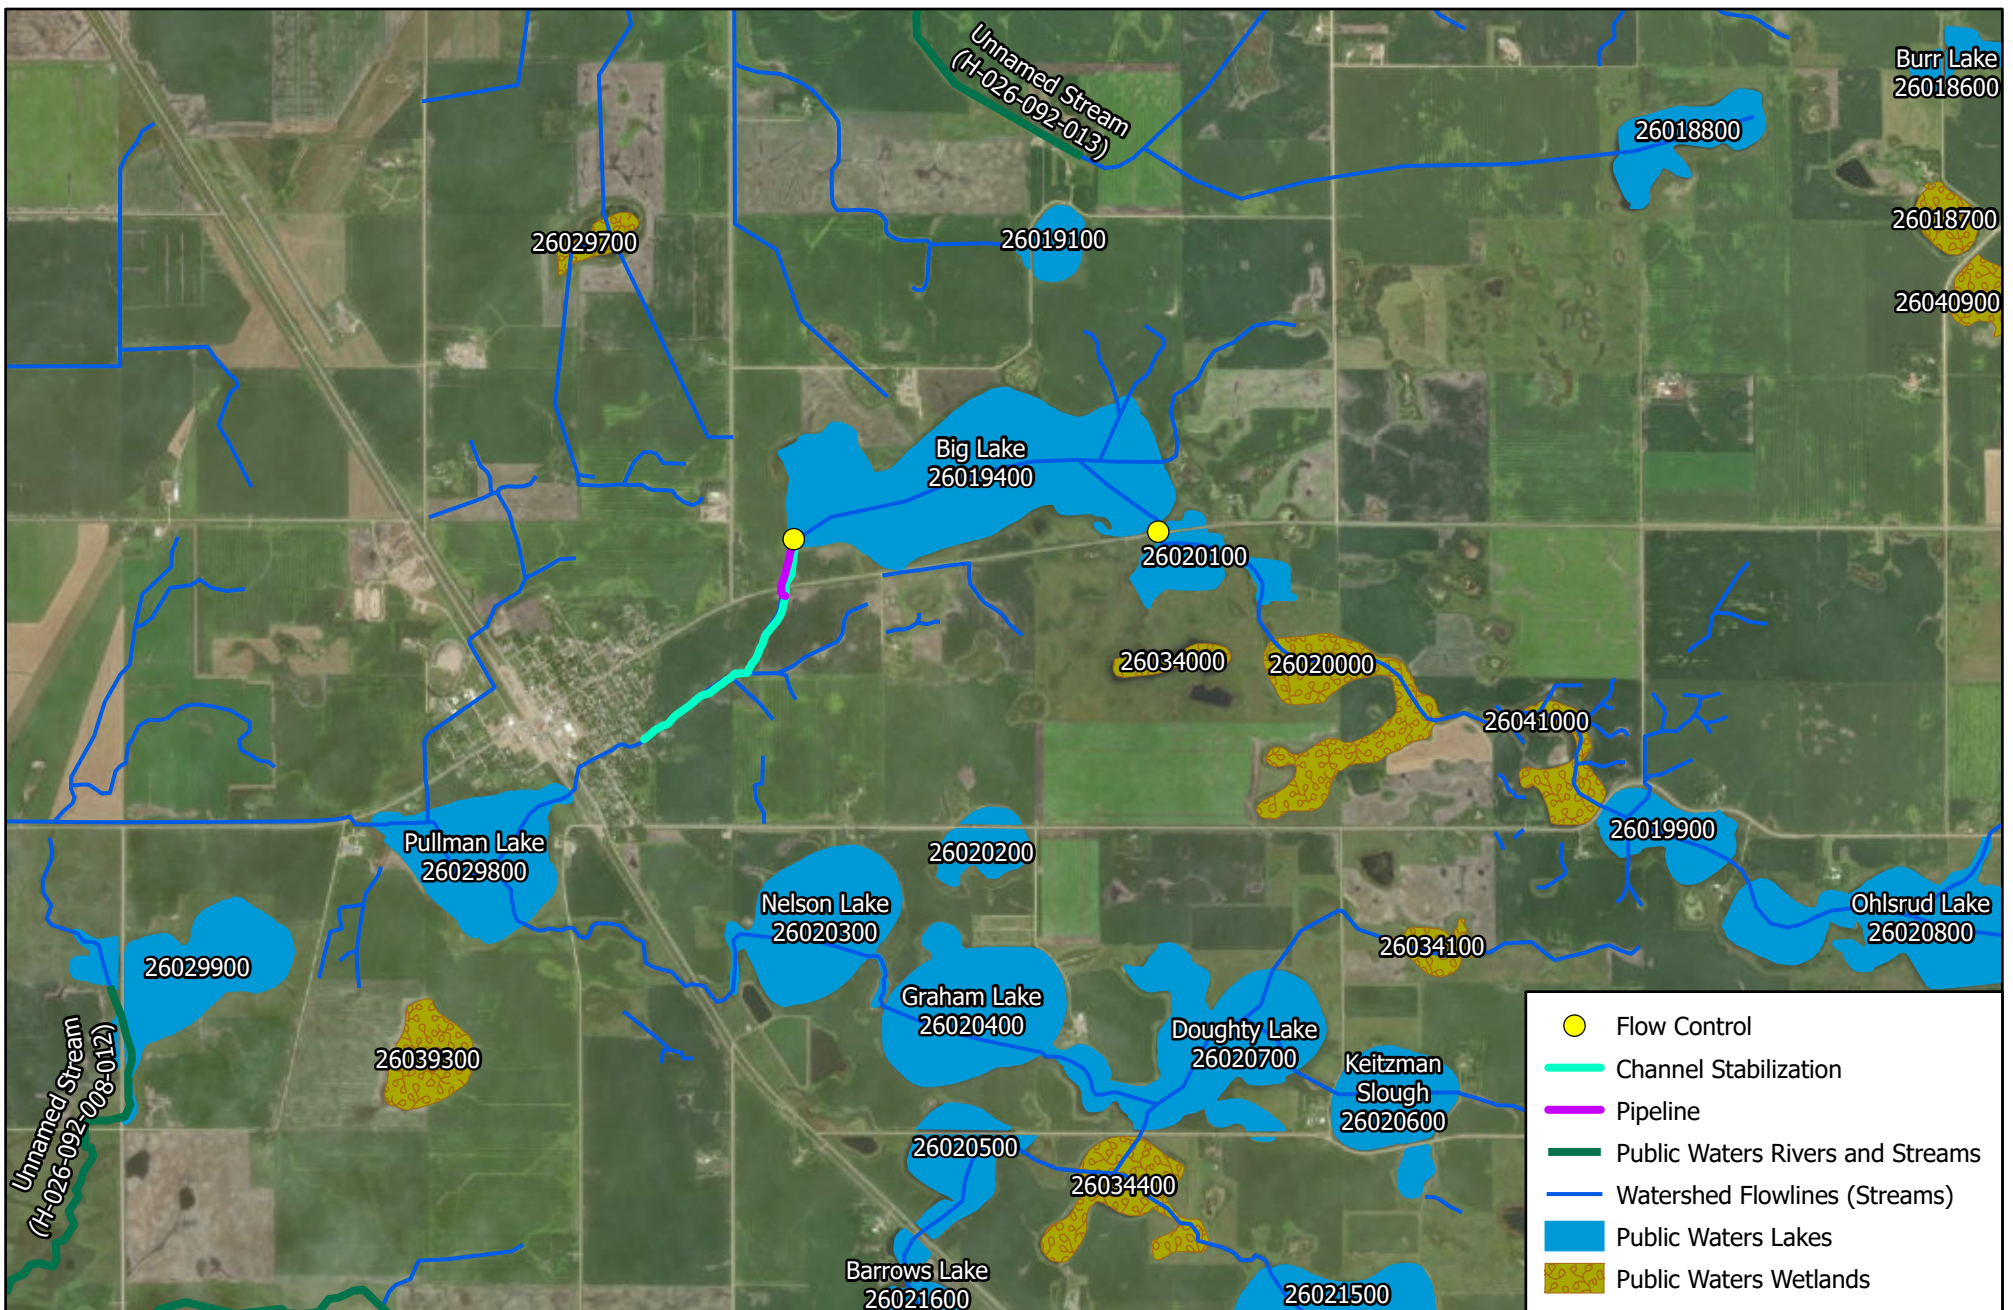 Unnamed Stream
(H-026-092-013)
Burr Lake
26018600
26018800
26018700
26029700
26019100
26040900
Big Lake
26019400
26020100
26034000
26020000
26041000
26019900
Pullman Lake
26029800
26020200
Nelson Lake
26020300
Ohlsrud Lake
26020800
26034100
26029900
Graham Lake
26020400
Doughty Lake
26020700
Keitzman
Slough
26020600
26039300
Unnamed Stream
(H-026-092-008-012)
26020500
26034400
Barrows Lake
26021600
26021500
Flow Control
Channel Stabilization
Pipeline
Public Waters Rivers and Streams
Watershed Flowlines (Streams)
Public Waters Lakes
Public Waters Wetlands